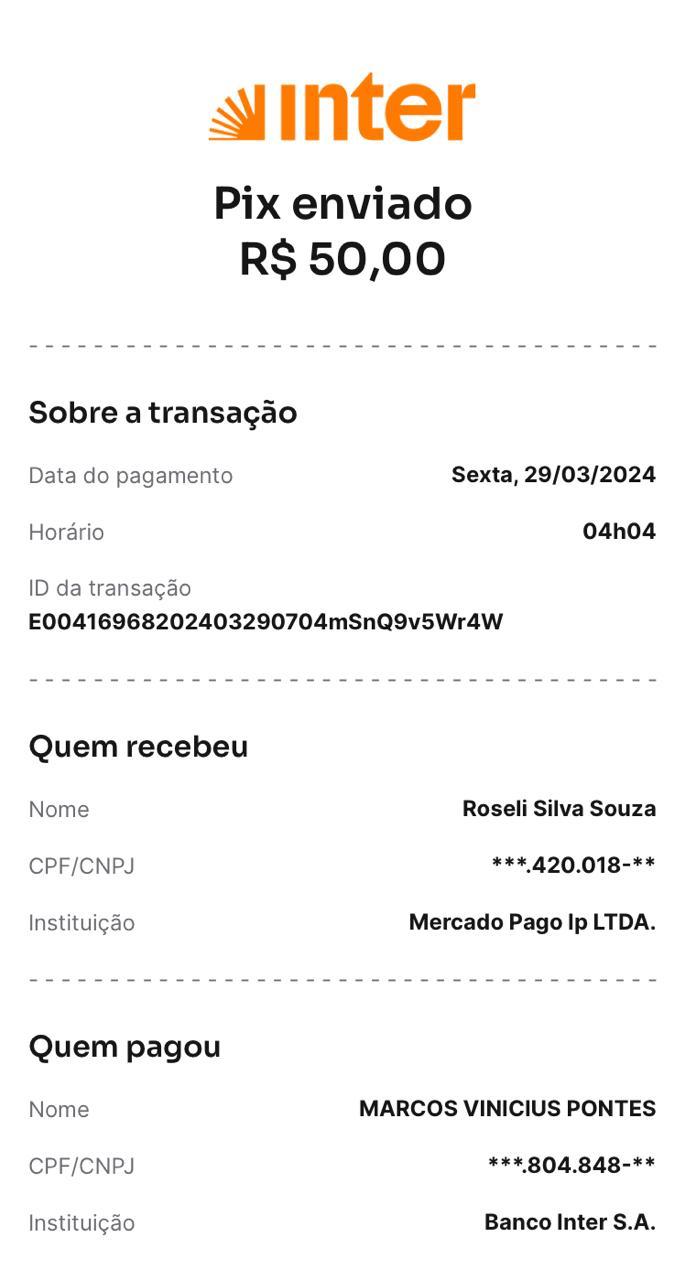 inter
Pix enviado
R$ 50,00
Sobre a transação
Data do pagamento Sexta, 29/03/2024
Horário 04h04
ID da transação
E00416968202403290704mSnQ9v5Wr4W
Quem recebeu
Nome Roseli Silva Souza
CPF/CNPJ ***.420.018-**
Instituição Mercado Pago Ip LTDA.
Quem pagou
Nome MARCOS VINICIUS PONTES
CPF/CNPJ ***.804.848-**
Instituição Banco Inter S.A.